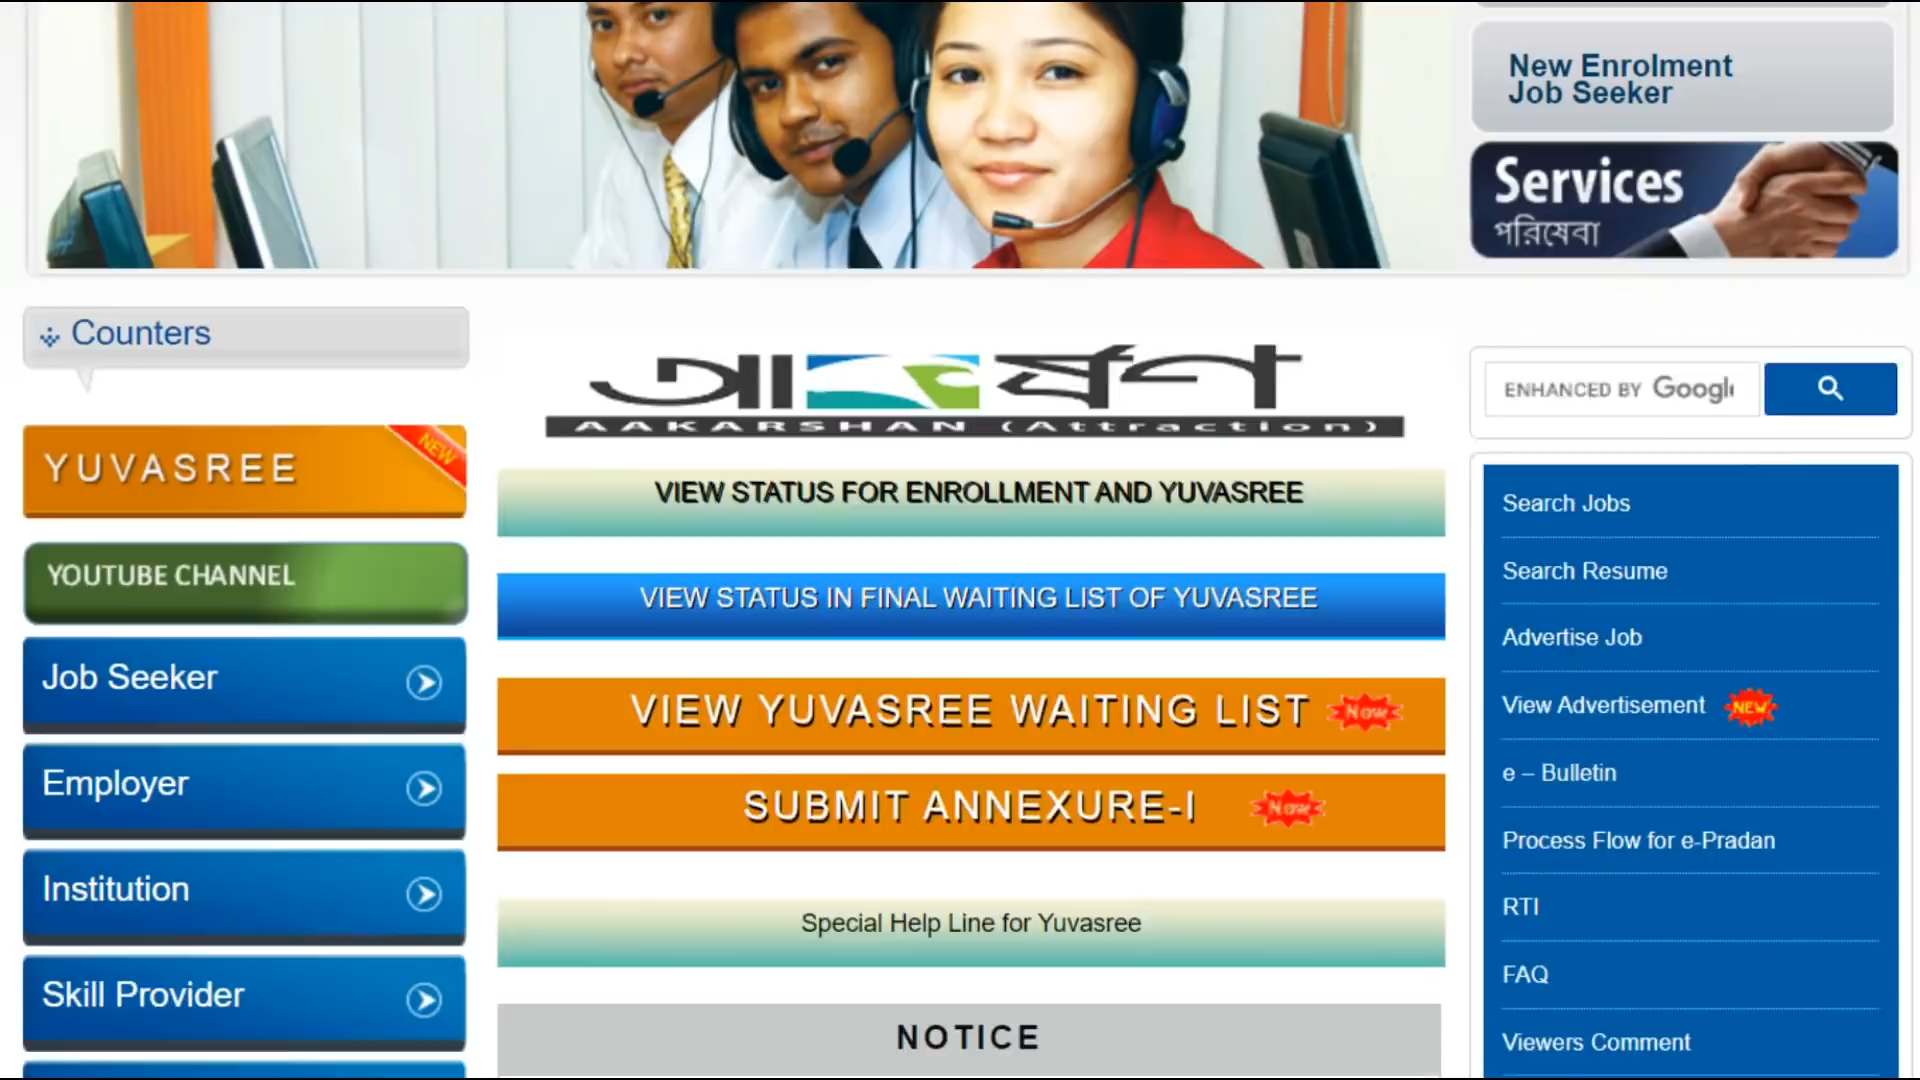 New Enrolment
Job Seeker
Services
পরিষেবা
Counters
YUVASREE
NEW
YOUTUBE CHANNEL
Job Seeker
Employer
Institution
Skill Provider
আকর্ষণ
AAKARSHAN (Attraction)
VIEW STATUS FOR ENROLLMENT AND YUVASREE
VIEW STATUS IN FINAL WAITING LIST OF YUVASREE
VIEW YUVASREE WAITING LIST New
SUBMIT ANNEXURE-I New
Special Help Line for Yuvasree
NOTICE
ENHANCED BY Google
Search Jobs
Search Resume
Advertise Job
View Advertisement NEW
e – Bulletin
Process Flow for e-Pradan
RTI
FAQ
Viewers Comment